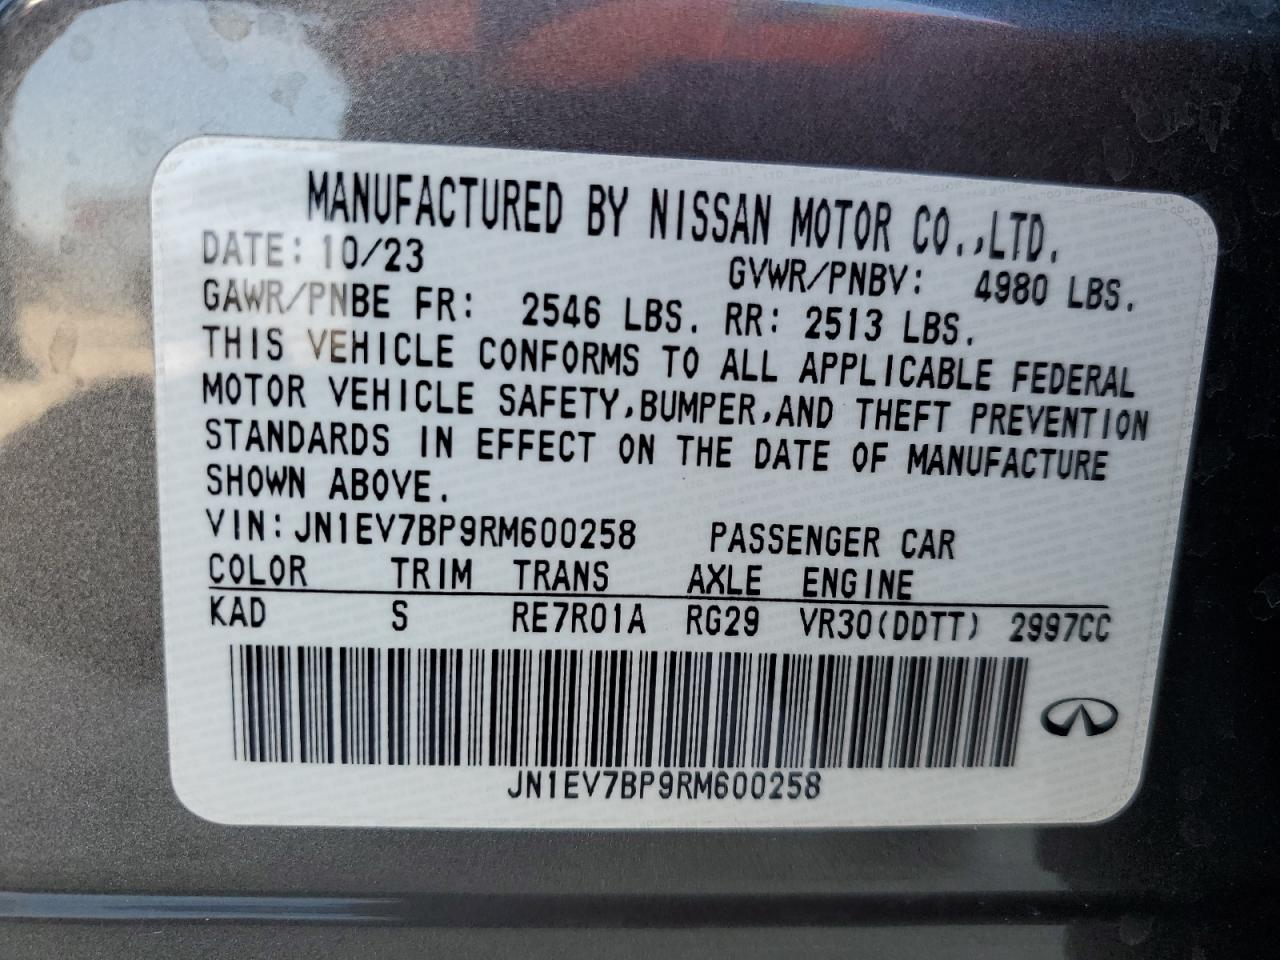 MANUFACTURED BY NISSAN MOTOR CO.,LTD.
DATE: 10/23 GVWR/PNBV: 4980 LBS.
GAWR/PNBE FR: 2546 LBS. RR: 2513 LBS.
THIS VEHICLE CONFORMS TO ALL APPLICABLE FEDERAL
MOTOR VEHICLE SAFETY,BUMPER,AND THEFT PREVENTION
STANDARDS IN EFFECT ON THE DATE OF MANUFACTURE
SHOWN ABOVE.
VIN:JN1EV7BP9RM600258 PASSENGER CAR
COLOR TRIM TRANS AXLE ENGINE
KAD S RE7R01A RG29 VR30(DDTT) 2997CC
JN1EV7BP9RM600258